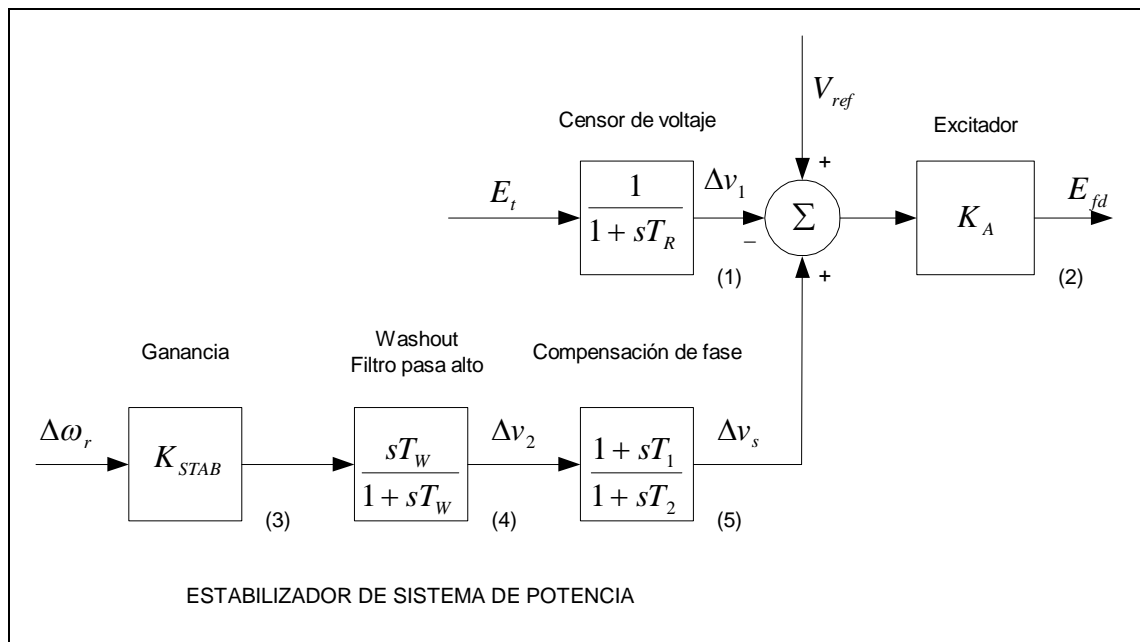 V_ref
Censor de voltaje
Excitador
E_t
1
1 + sT_R
Δv_1
+
−
Σ
+
K_A
E_fd
(1)
(2)
Ganancia
Washout
Filtro pasa alto
Compensación de fase
Δω_r
K_STAB
sT_W
1 + sT_W
Δv_2
1 + sT_1
1 + sT_2
Δv_s
(3)
(4)
(5)
ESTABILIZADOR DE SISTEMA DE POTENCIA